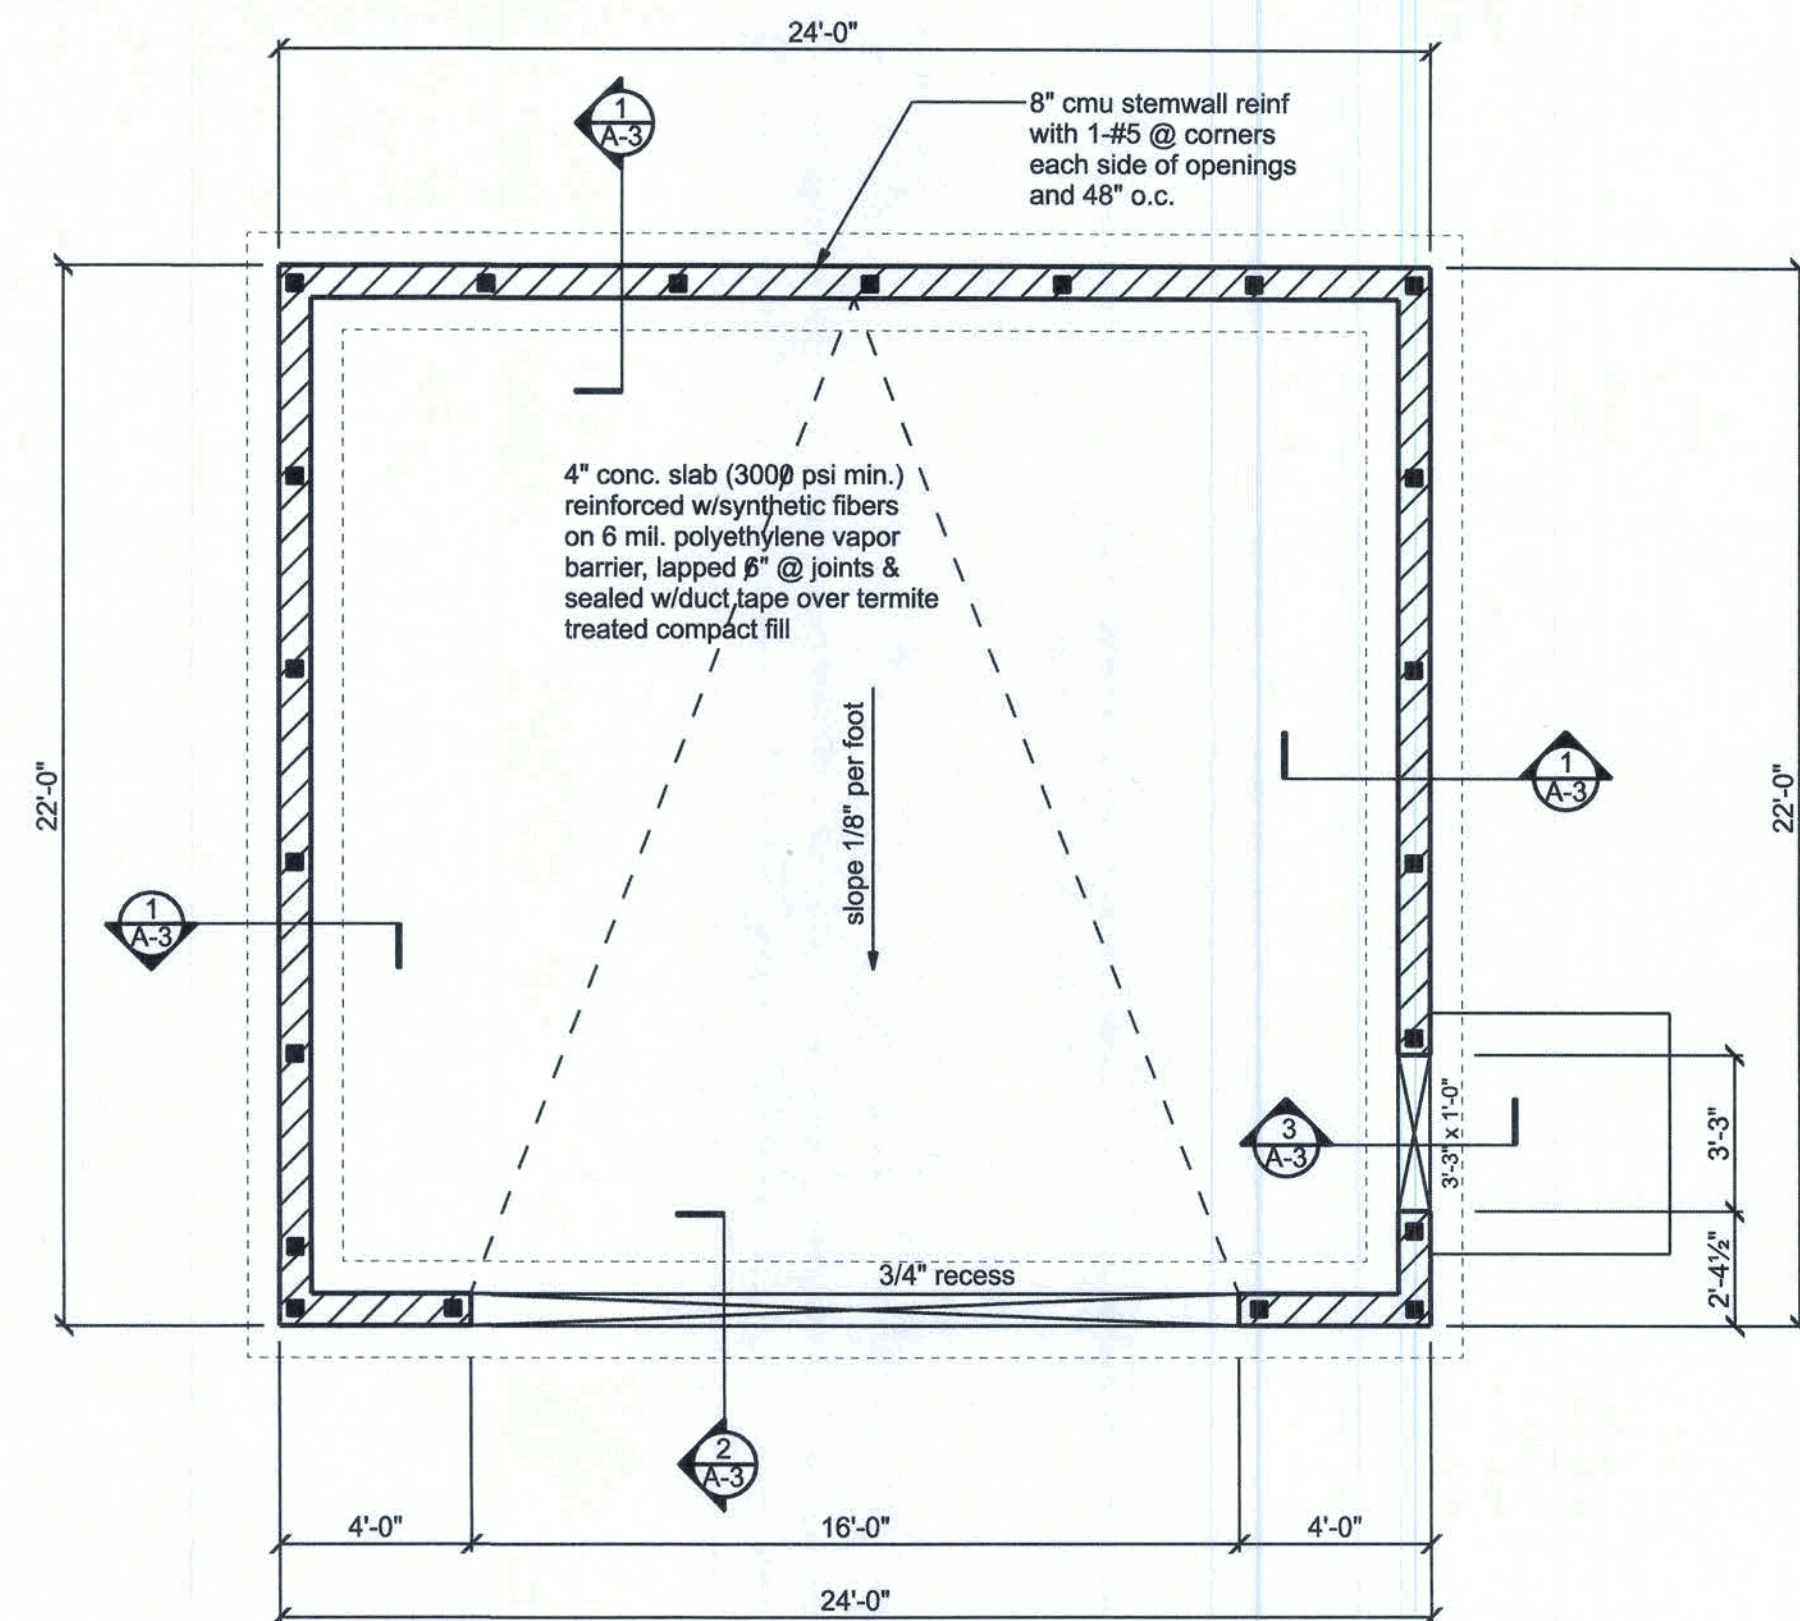 24'-0"
1
A-3
8" cmu stemwall reinf
with 1-#5 @ corners
each side of openings
and 48" o.c.
4" conc. slab (3000 psi min.)
reinforced w/synthetic fibers
on 6 mil. polyethylene vapor
barrier, lapped 6" @ joints &
sealed w/duct tape over termite
treated compact fill
slope 1/8" per foot
22'-0"
22'-0"
1
A-3
1
A-3
3
A-3
3'-3" x 1'-0"
3'-3"
2'-4½"
3/4" recess
2
A-3
4'-0"
16'-0"
4'-0"
24'-0"